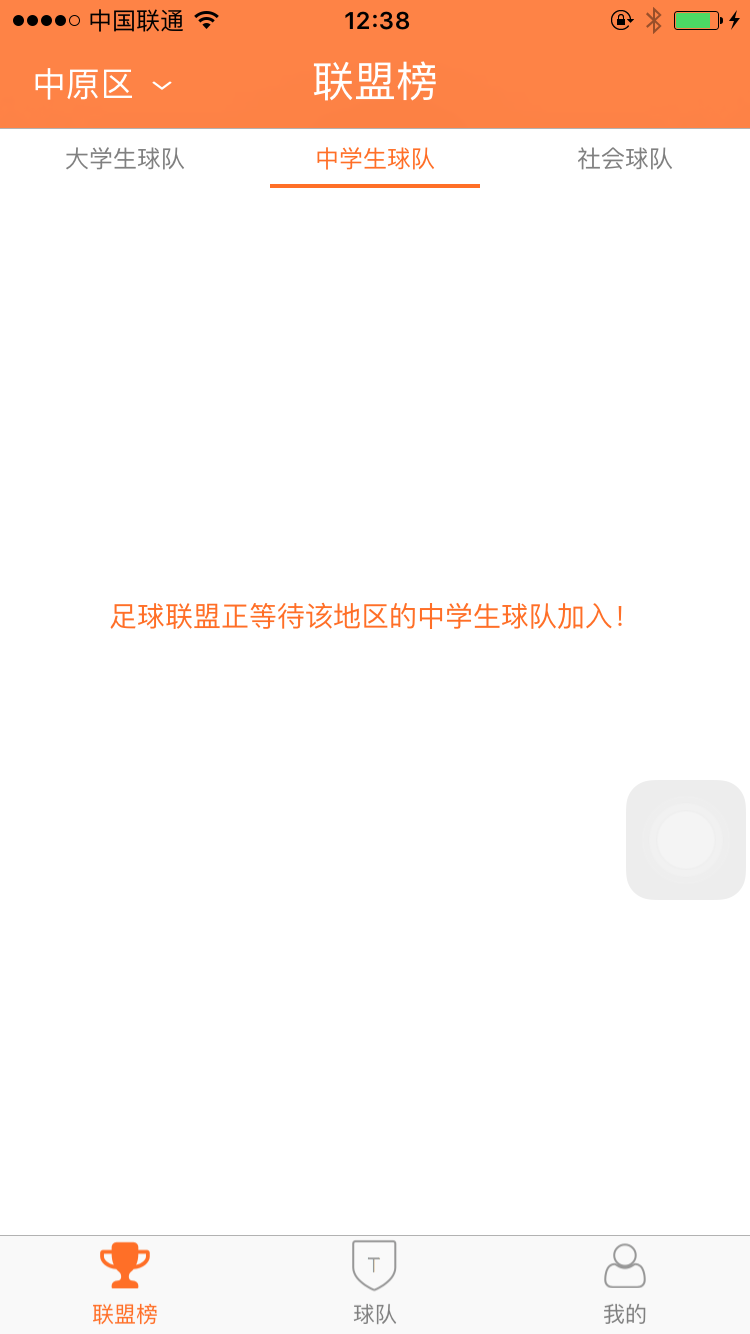 中国联通 12:38
中原区 联盟榜
大学生球队 中学生球队 社会球队
足球联盟正等待该地区的中学生球队加入！
T
联盟榜 球队 我的